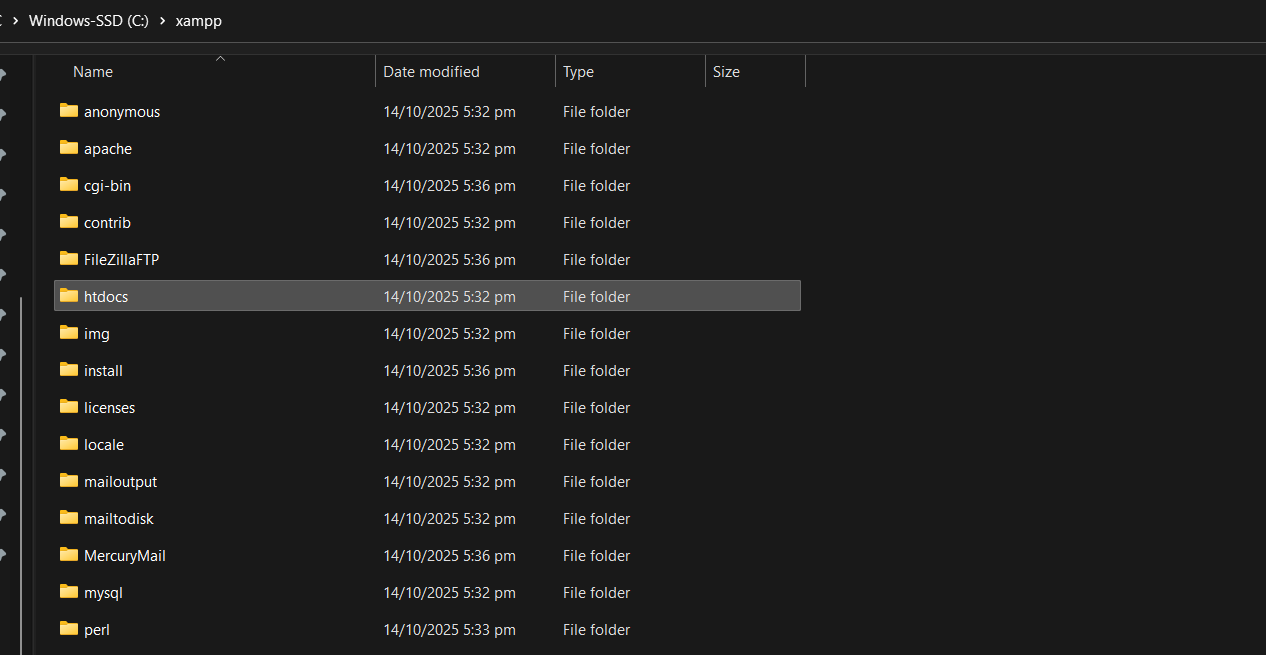 Windows-SSD (C:) > xampp
Name Date modified Type Size
anonymous 14/10/2025 5:32 pm File folder
apache 14/10/2025 5:32 pm File folder
cgi-bin 14/10/2025 5:36 pm File folder
contrib 14/10/2025 5:32 pm File folder
FileZillaFTP 14/10/2025 5:36 pm File folder
htdocs 14/10/2025 5:32 pm File folder
img 14/10/2025 5:32 pm File folder
install 14/10/2025 5:36 pm File folder
licenses 14/10/2025 5:32 pm File folder
locale 14/10/2025 5:32 pm File folder
mailoutput 14/10/2025 5:32 pm File folder
mailtodisk 14/10/2025 5:32 pm File folder
MercuryMail 14/10/2025 5:36 pm File folder
mysql 14/10/2025 5:32 pm File folder
perl 14/10/2025 5:33 pm File folder